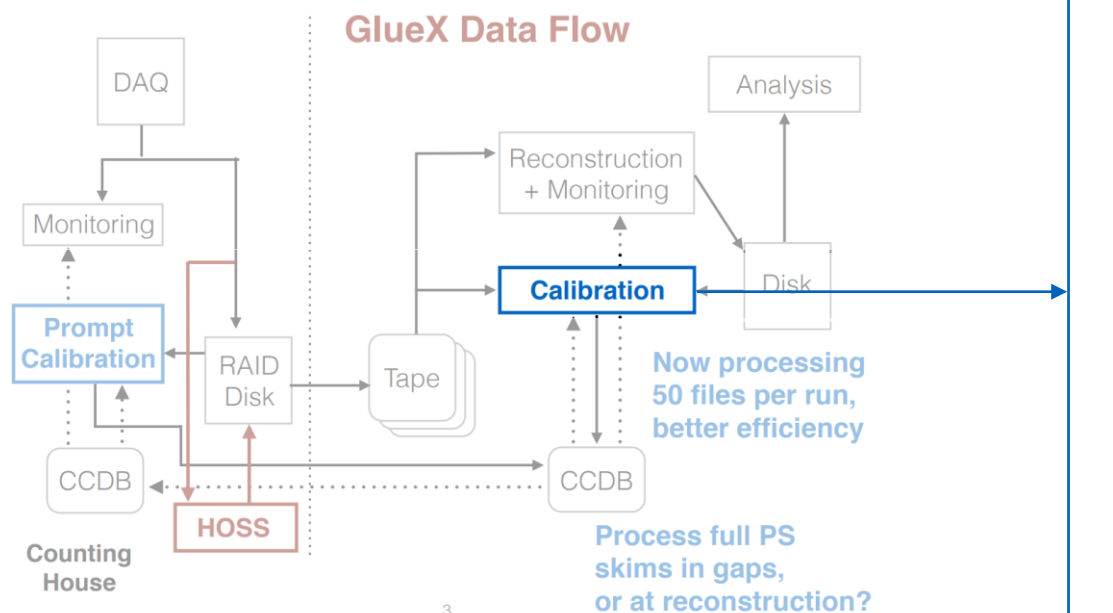 GlueX Data Flow
DAQ
Analysis
Reconstruction
+ Monitoring
Monitoring
Calibration
Disk
Prompt
Calibration
RAID
Disk
Tape
Now processing
50 files per run,
better efficiency
CCDB
CCDB
HOSS
Process full PS
skims in gaps,
or at reconstruction?
Counting
House
3